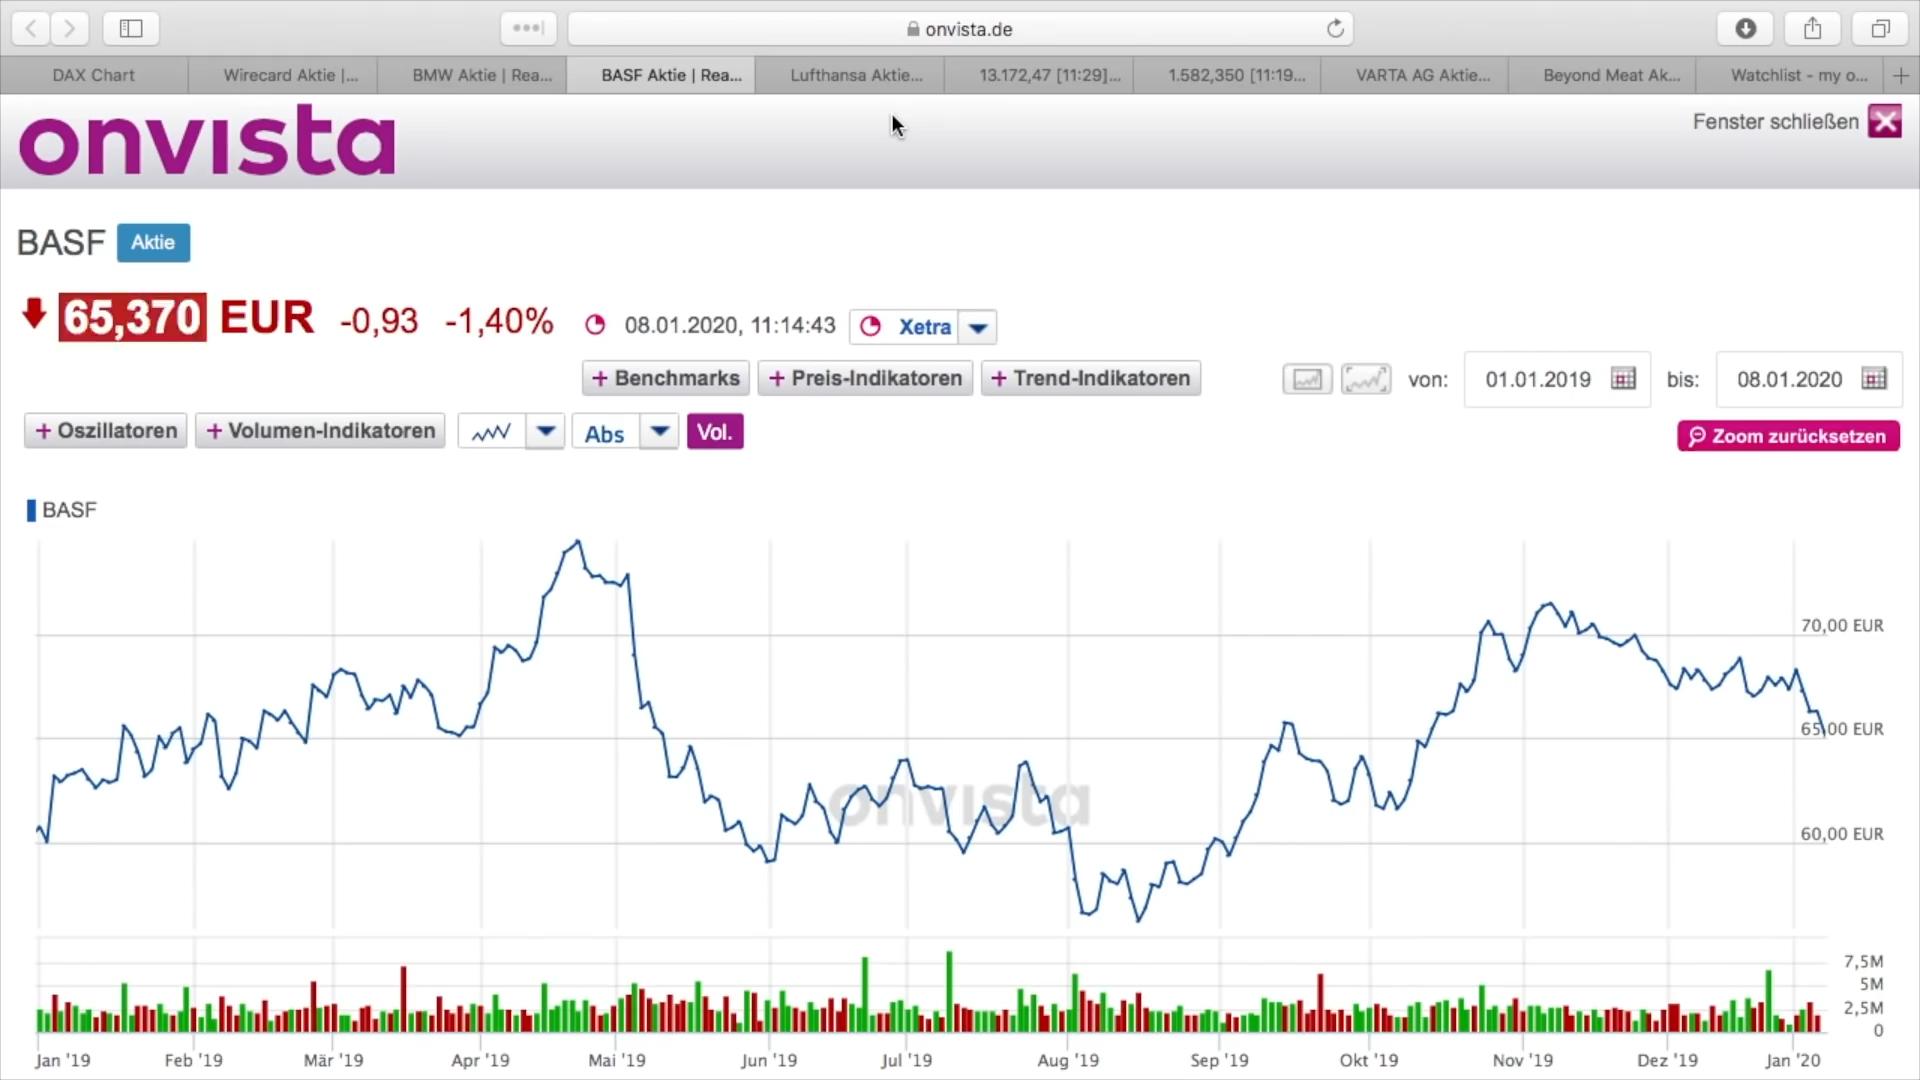 onvista.de
DAX Chart
Wirecard Aktie |...
BMW Aktie | Rea...
BASF Aktie | Rea...
Lufthansa Aktie...
13.172,47 [11:29]...
1.582,350 [11:19...
VARTA AG Aktie...
Beyond Meat Ak...
Watchlist - my o...
onvista
Fenster schließen
BASF Aktie
65,370 EUR -0,93 -1,40% 08.01.2020, 11:14:43 Xetra
+ Benchmarks + Preis-Indikatoren + Trend-Indikatoren von: 01.01.2019 bis: 08.01.2020
+ Oszillatoren + Volumen-Indikatoren Abs Vol. Zoom zurücksetzen
BASF
70,00 EUR
65,00 EUR
onvista
60,00 EUR
7,5M
5M
2,5M
0
Jan '19 Feb '19 Mär '19 Apr '19 Mai '19 Jun '19 Jul '19 Aug '19 Sep '19 Okt '19 Nov '19 Dez '19 Jan '20